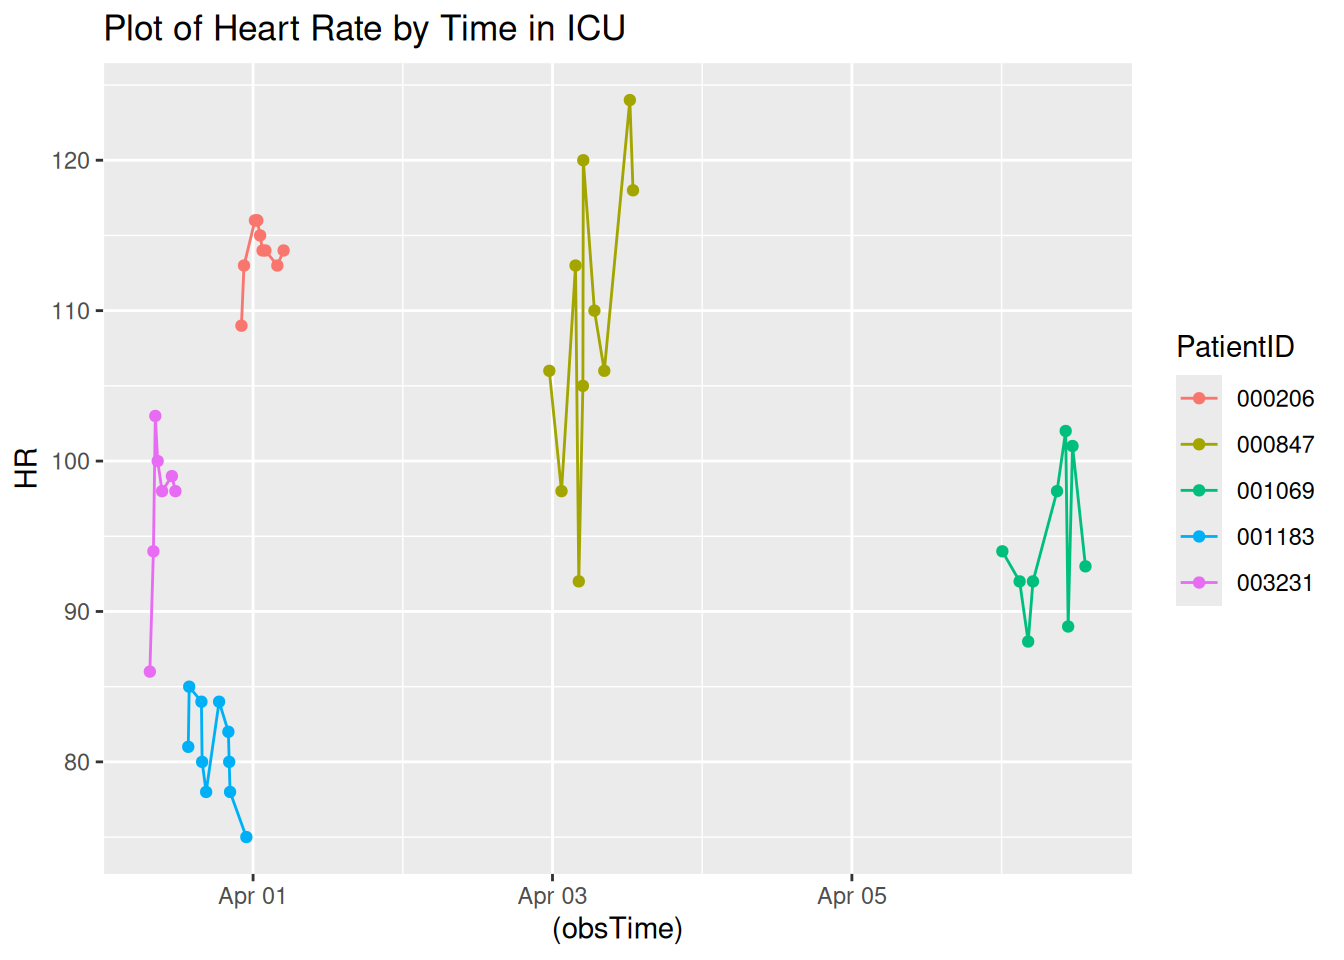 Plot of Heart Rate by Time in ICU
120
110
100
90
80
HR
Apr 01
Apr 03
Apr 05
(obsTime)
PatientID
000206
000847
001069
001183
003231